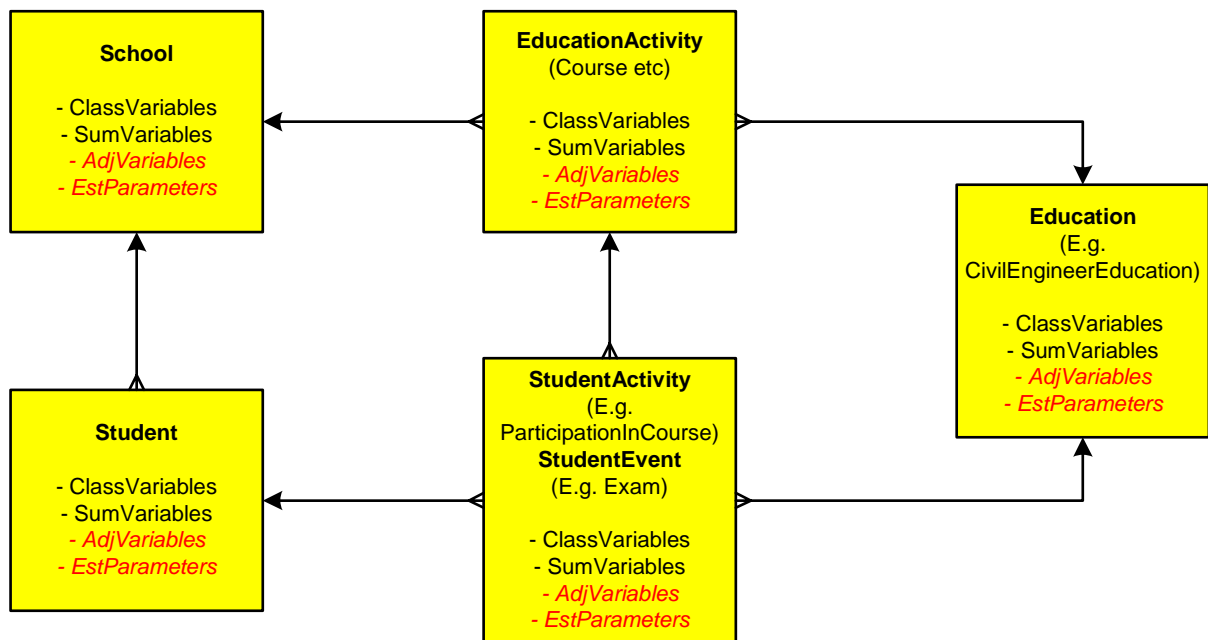 School
- ClassVariables
- SumVariables
- AdjVariables
- EstParameters
EducationActivity
(Course etc)
- ClassVariables
- SumVariables
- AdjVariables
- EstParameters
Education
(E.g.
CivilEngineerEducation)
- ClassVariables
- SumVariables
- AdjVariables
- EstParameters
Student
- ClassVariables
- SumVariables
- AdjVariables
- EstParameters
StudentActivity
(E.g.
ParticipationInCourse)
StudentEvent
(E.g. Exam)
- ClassVariables
- SumVariables
- AdjVariables
- EstParameters